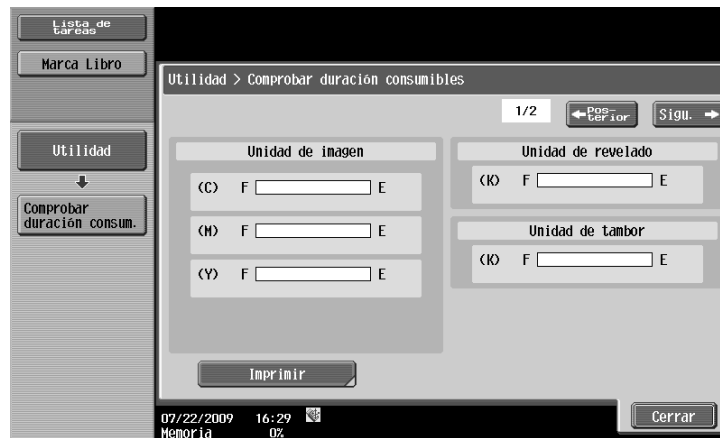 Lista de
tareas
Marca Libro
Utilidad > Comprobar duración consumibles
1/2
←Pos-
terior
Sigu. →
Utilidad
Comprobar
duración consum.
Unidad de imagen
(C) F E
(M) F E
(Y) F E
Unidad de revelado
(K) F E
Unidad de tambor
(K) F E
Imprimir
07/22/2009 16:29
Memoria 0%
Cerrar